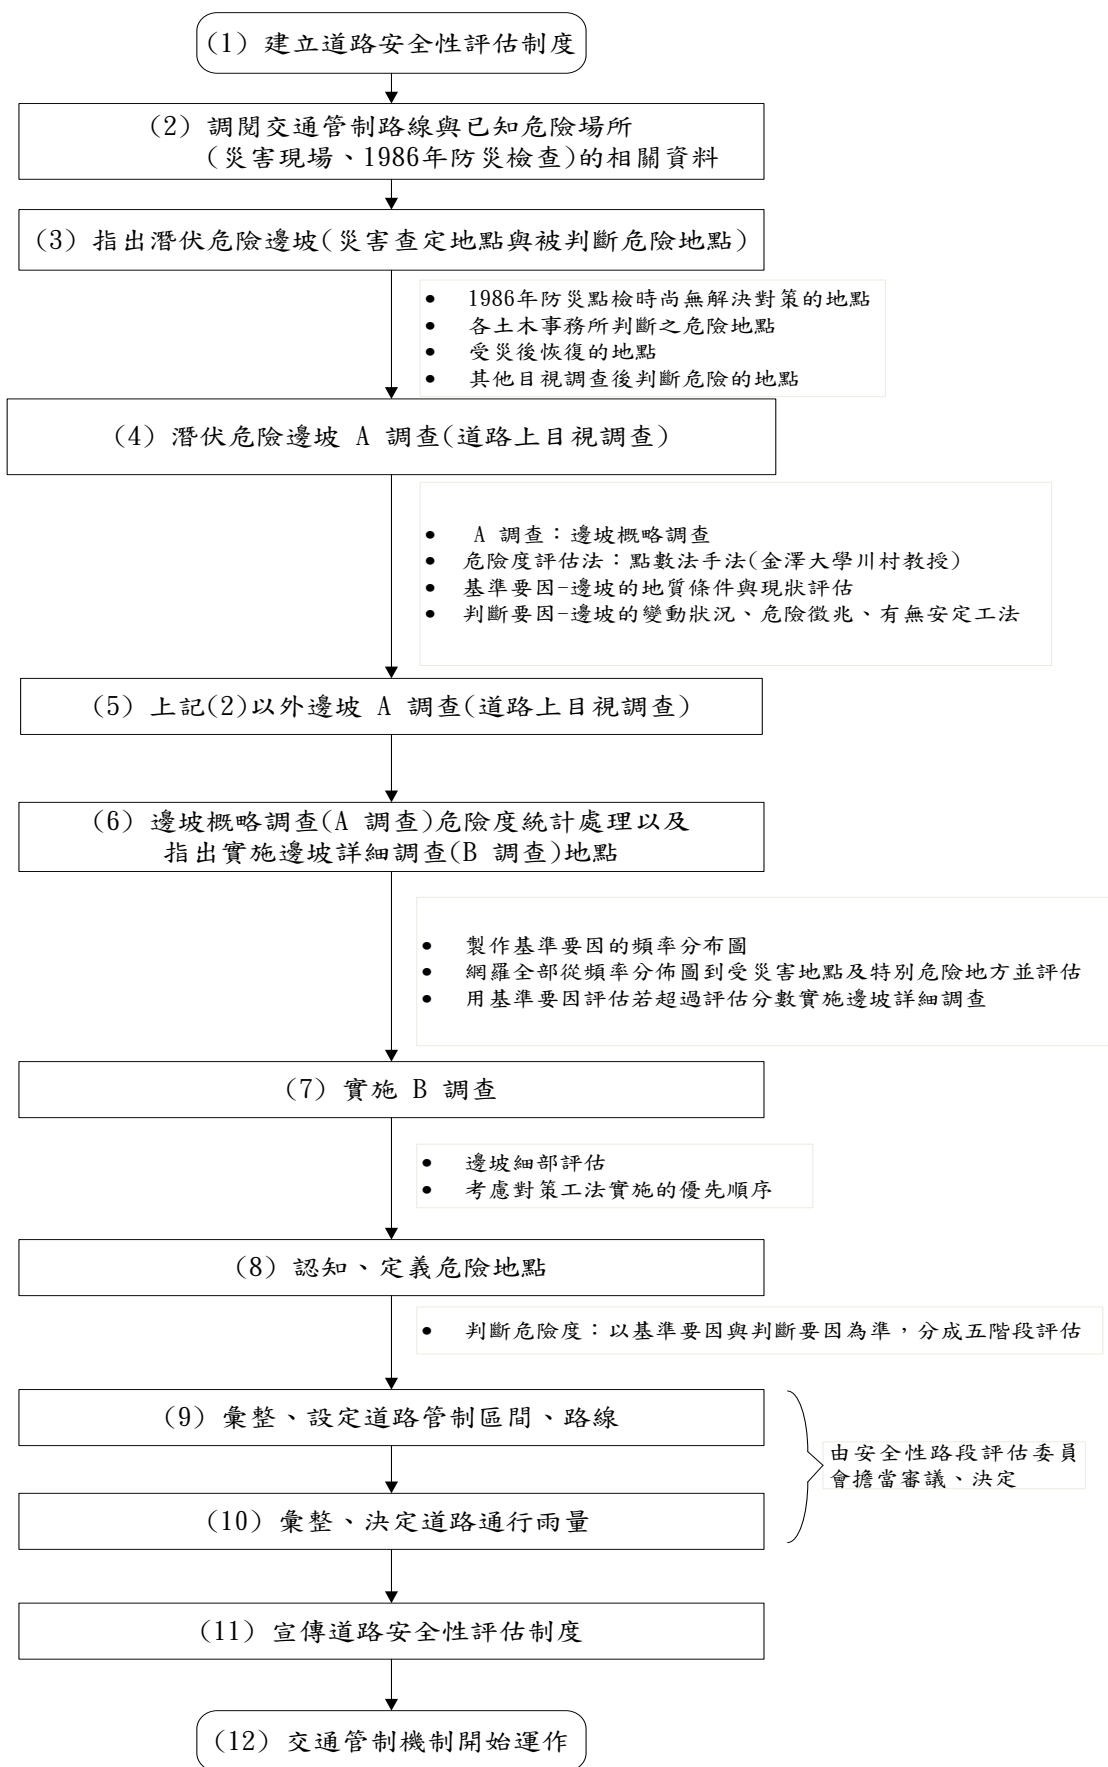 (1) 建立道路安全性評估制度
(2) 調閱交通管制路線與已知危險場所
(災害現場、1986年防災檢查)的相關資料
(3) 指出潛伏危險邊坡(災害查定地點與被判斷危險地點)
• 1986年防災點檢時尚無解決對策的地點
• 各土木事務所判斷之危險地點
• 受災後恢復的地點
• 其他目視調查後判斷危險的地點
(4) 潛伏危險邊坡 A 調查(道路上目視調查)
• A 調查：邊坡概略調查
• 危險度評估法：點數法手法(金澤大學川村教授)
• 基準要因-邊坡的地質條件與現狀評估
• 判斷要因-邊坡的變動狀況、危險徵兆、有無安定工法
(5) 上記(2)以外邊坡 A 調查(道路上目視調查)
(6) 邊坡概略調查(A 調查)危險度統計處理以及
指出實施邊坡詳細調查(B 調查)地點
• 製作基準要因的頻率分布圖
• 網羅全部從頻率分佈圖到受災害地點及特別危險地方並評估
• 用基準要因評估若超過評估分數實施邊坡詳細調查
(7) 實施 B 調查
• 邊坡細部評估
• 考慮對策工法實施的優先順序
(8) 認知、定義危險地點
• 判斷危險度：以基準要因與判斷要因為準，分成五階段評估
(9) 彙整、設定道路管制區間、路線
由安全性路段評估委員
會擔當審議、決定
(10) 彙整、決定道路通行雨量
(11) 宣傳道路安全性評估制度
(12) 交通管制機制開始運作